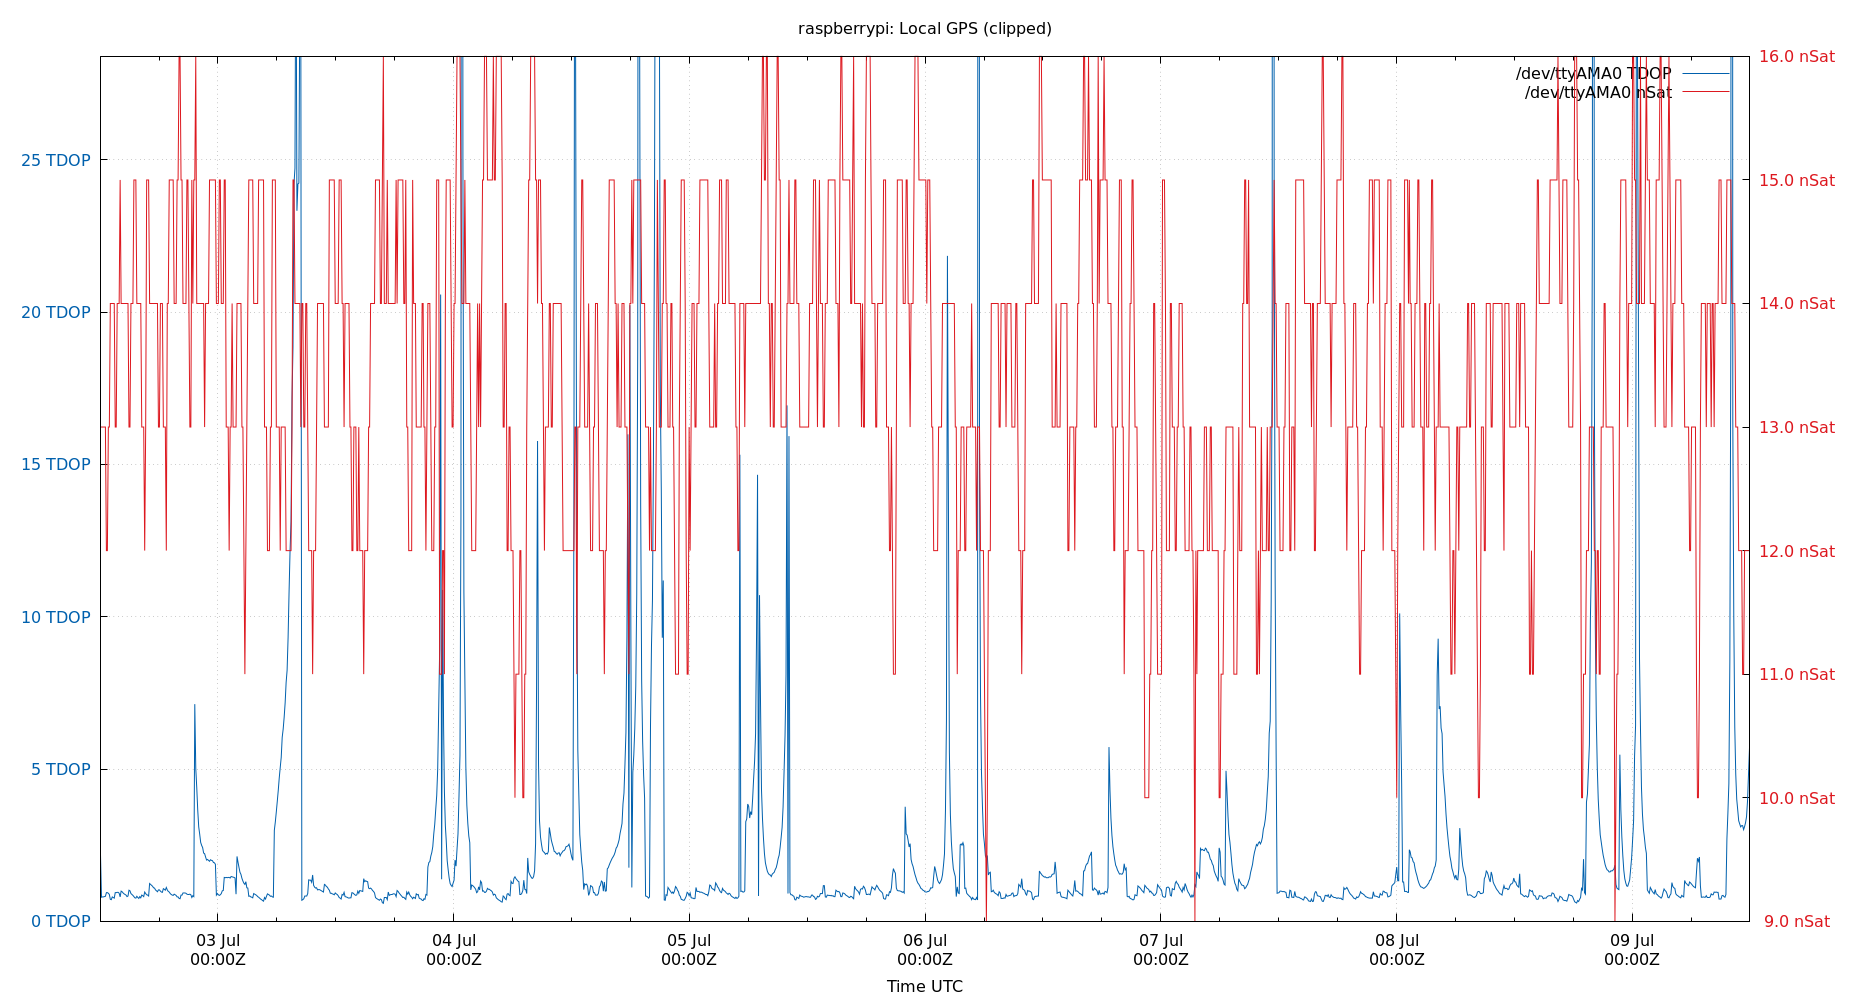 raspberrypi: Local GPS (clipped)
/dev/ttyAMA0 TDOP
/dev/ttyAMA0 nSat
25 TDOP
20 TDOP
15 TDOP
10 TDOP
5 TDOP
0 TDOP
16.0 nSat
15.0 nSat
14.0 nSat
13.0 nSat
12.0 nSat
11.0 nSat
10.0 nSat
9.0 nSat
03 Jul
00:00Z
04 Jul
00:00Z
05 Jul
00:00Z
06 Jul
00:00Z
07 Jul
00:00Z
08 Jul
00:00Z
09 Jul
00:00Z
Time UTC